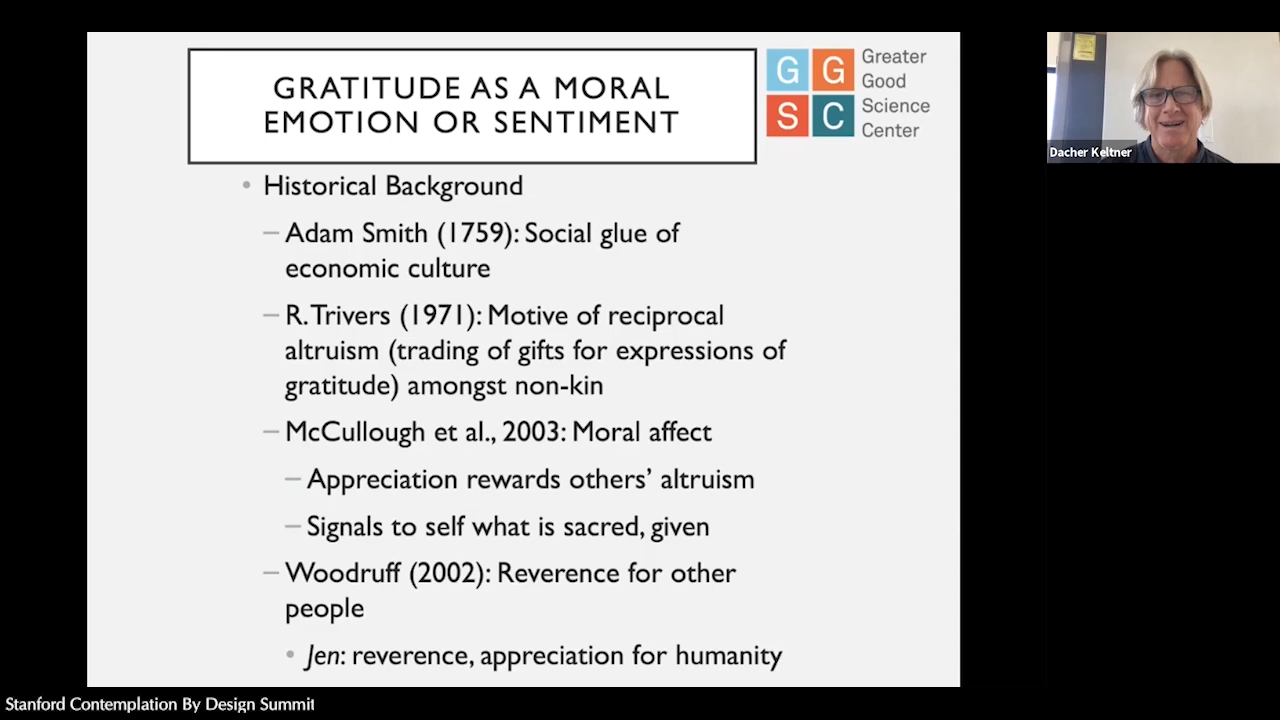 GRATITUDE AS A MORAL
EMOTION OR SENTIMENT
G G
S C
Greater
Good
Science
Center
• Historical Background
– Adam Smith (1759): Social glue of
economic culture
– R. Trivers (1971): Motive of reciprocal
altruism (trading of gifts for expressions of
gratitude) amongst non-kin
– McCullough et al., 2003: Moral affect
– Appreciation rewards others’ altruism
– Signals to self what is sacred, given
– Woodruff (2002): Reverence for other
people
• Jen: reverence, appreciation for humanity
Dacher Keltner
Stanford Contemplation By Design Summit